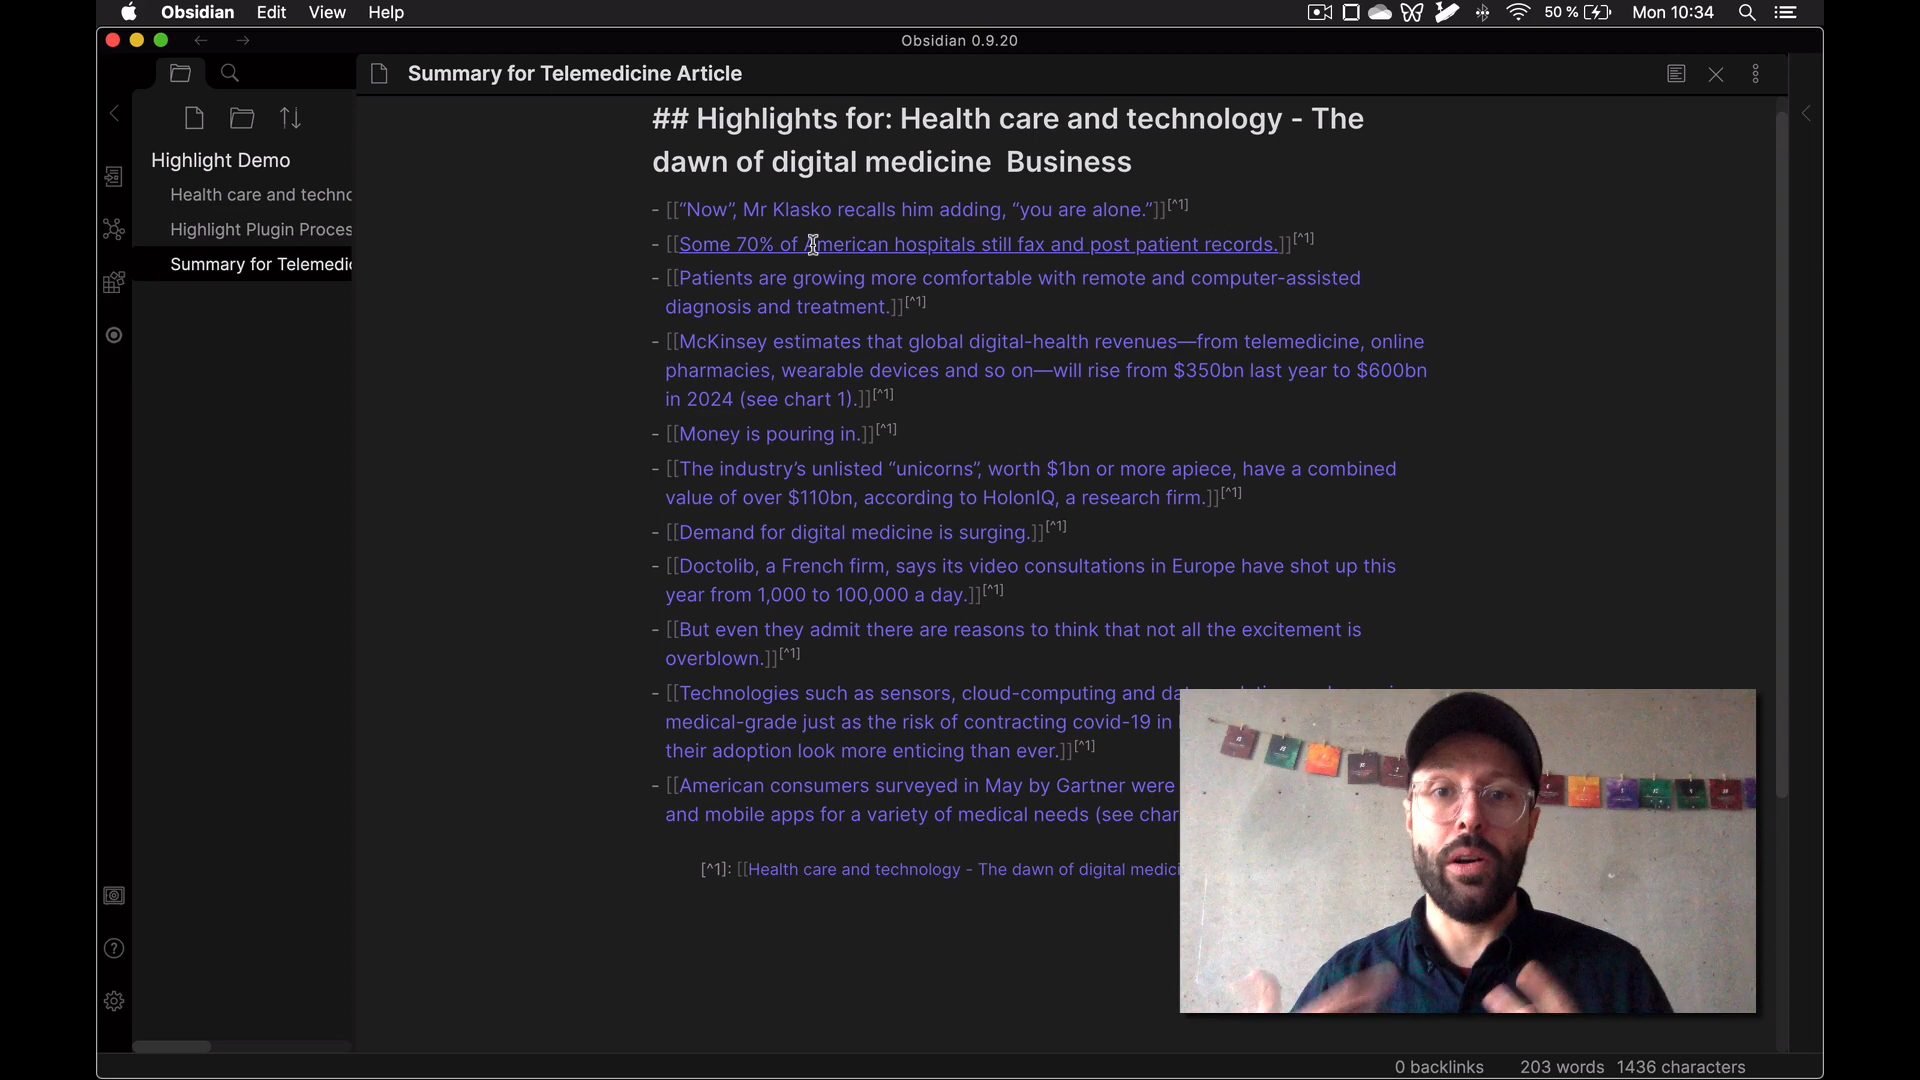 Obsidian Edit View Help 50 % Mon 10:34
Obsidian 0.9.20
Summary for Telemedicine Article
Highlight Demo
Health care and techno
Highlight Plugin Proces
Summary for Telemedic
## Highlights for: Health care and technology - The
dawn of digital medicine  Business
- [[“Now”, Mr Klasko recalls him adding, “you are alone.”]][^1]
- [[Some 70% of American hospitals still fax and post patient records.]][^1]
- [[Patients are growing more comfortable with remote and computer-assisted
diagnosis and treatment.]][^1]
- [[McKinsey estimates that global digital-health revenues—from telemedicine, online
pharmacies, wearable devices and so on—will rise from $350bn last year to $600bn
in 2024 (see chart 1).]][^1]
- [[Money is pouring in.]][^1]
- [[The industry’s unlisted “unicorns”, worth $1bn or more apiece, have a combined
value of over $110bn, according to HolonIQ, a research firm.]][^1]
- [[Demand for digital medicine is surging.]][^1]
- [[Doctolib, a French firm, says its video consultations in Europe have shot up this
year from 1,000 to 100,000 a day.]][^1]
- [[But even they admit there are reasons to think that not all the excitement is
overblown.]][^1]
- [[Technologies such as sensors, cloud-computing and
medical-grade just as the risk of contracting covid-19 in
their adoption look more enticing than ever.]][^1]
- [[American consumers surveyed in May by Gartner were
and mobile apps for a variety of medical needs (see char
[^1]: [[Health care and technology - The dawn of digital medici
0 backlinks 203 words 1436 characters